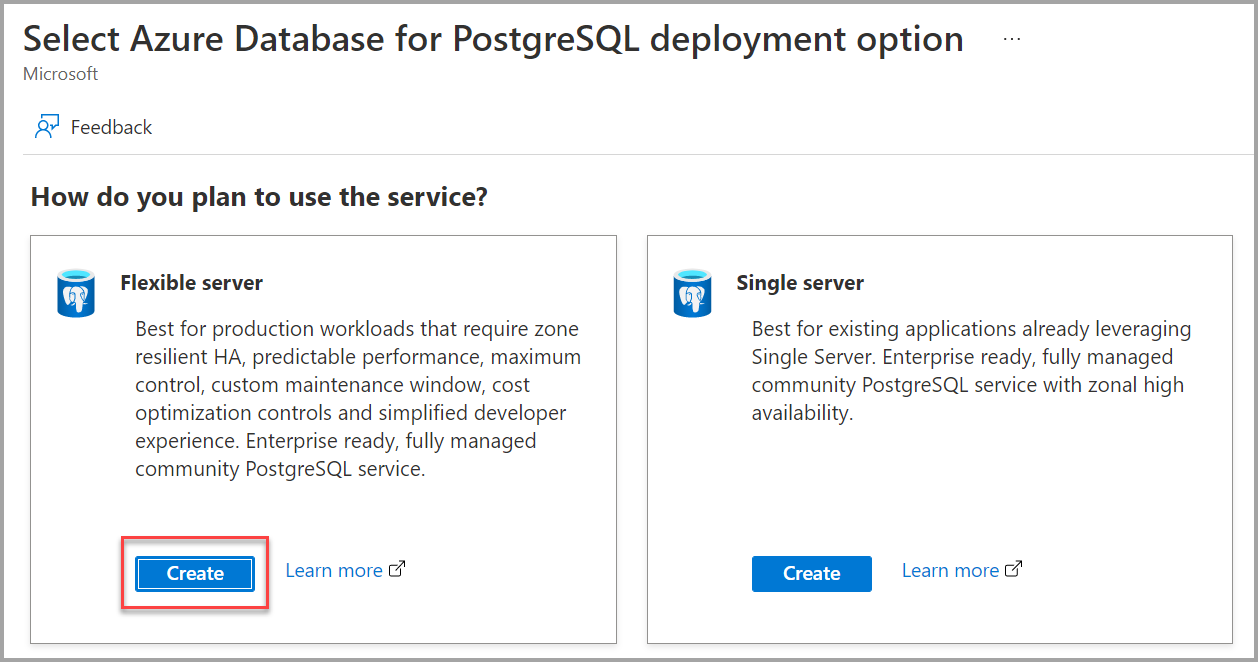 Select Azure Database for PostgreSQL deployment option ...
Microsoft
Feedback
How do you plan to use the service?
Flexible server
Best for production workloads that require zone
resilient HA, predictable performance, maximum
control, custom maintenance window, cost
optimization controls and simplified developer
experience. Enterprise ready, fully managed
community PostgreSQL service.
Create
Learn more
Single server
Best for existing applications already leveraging
Single Server. Enterprise ready, fully managed
community PostgreSQL service with zonal high
availability.
Create
Learn more